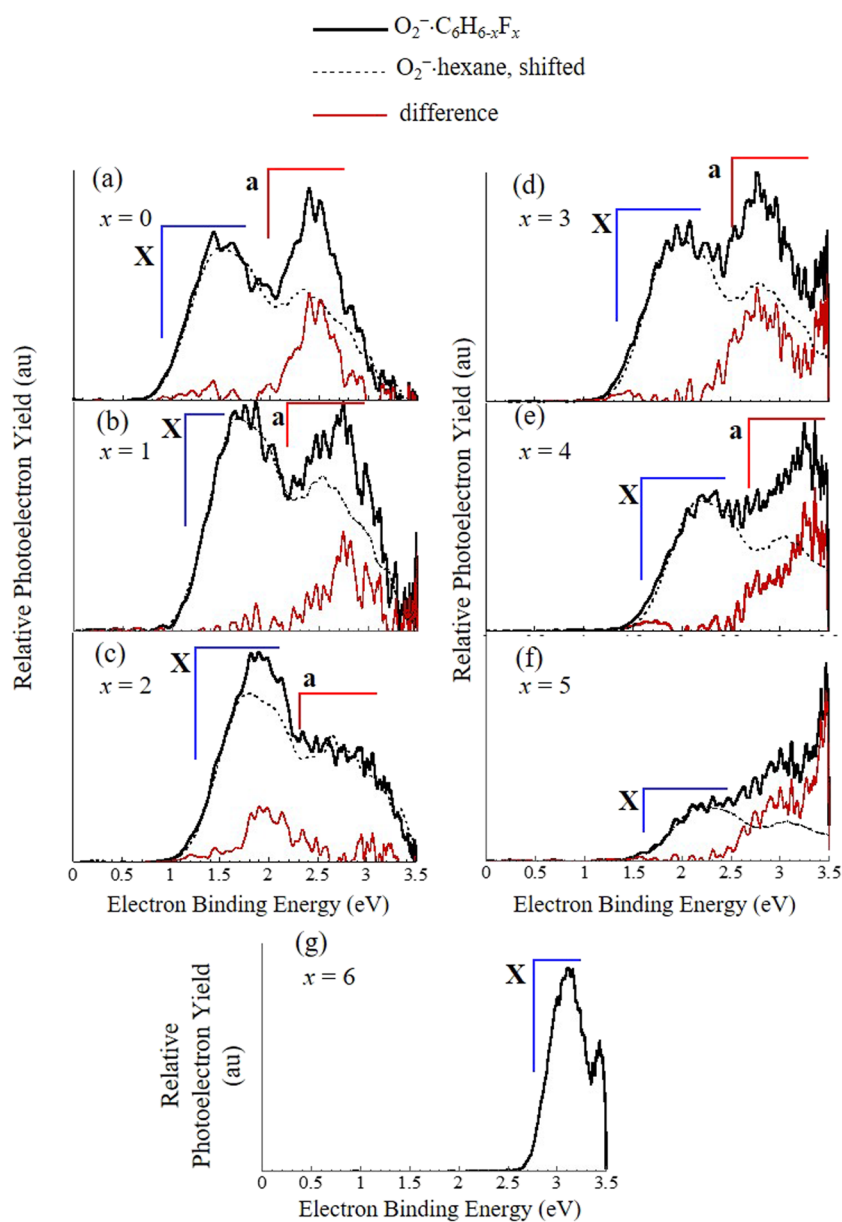 O₂⁻·C₆H₆₋ₓFₓ
O₂⁻·hexane, shifted
difference
Relative Photoelectron Yield (au)
(a)
x = 0
X
a
(b)
x = 1
X
a
(c)
x = 2
X
a
0 0.5 1 1.5 2 2.5 3 3.5
Electron Binding Energy (eV)
Relative Photoelectron Yield (au)
(d)
x = 3
X
a
(e)
x = 4
X
a
(f)
x = 5
X
0 0.5 1 1.5 2 2.5 3 3.5
Electron Binding Energy (eV)
Relative
Photoelectron Yield
(au)
(g)
x = 6
X
0 0.5 1 1.5 2 2.5 3 3.5
Electron Binding Energy (eV)